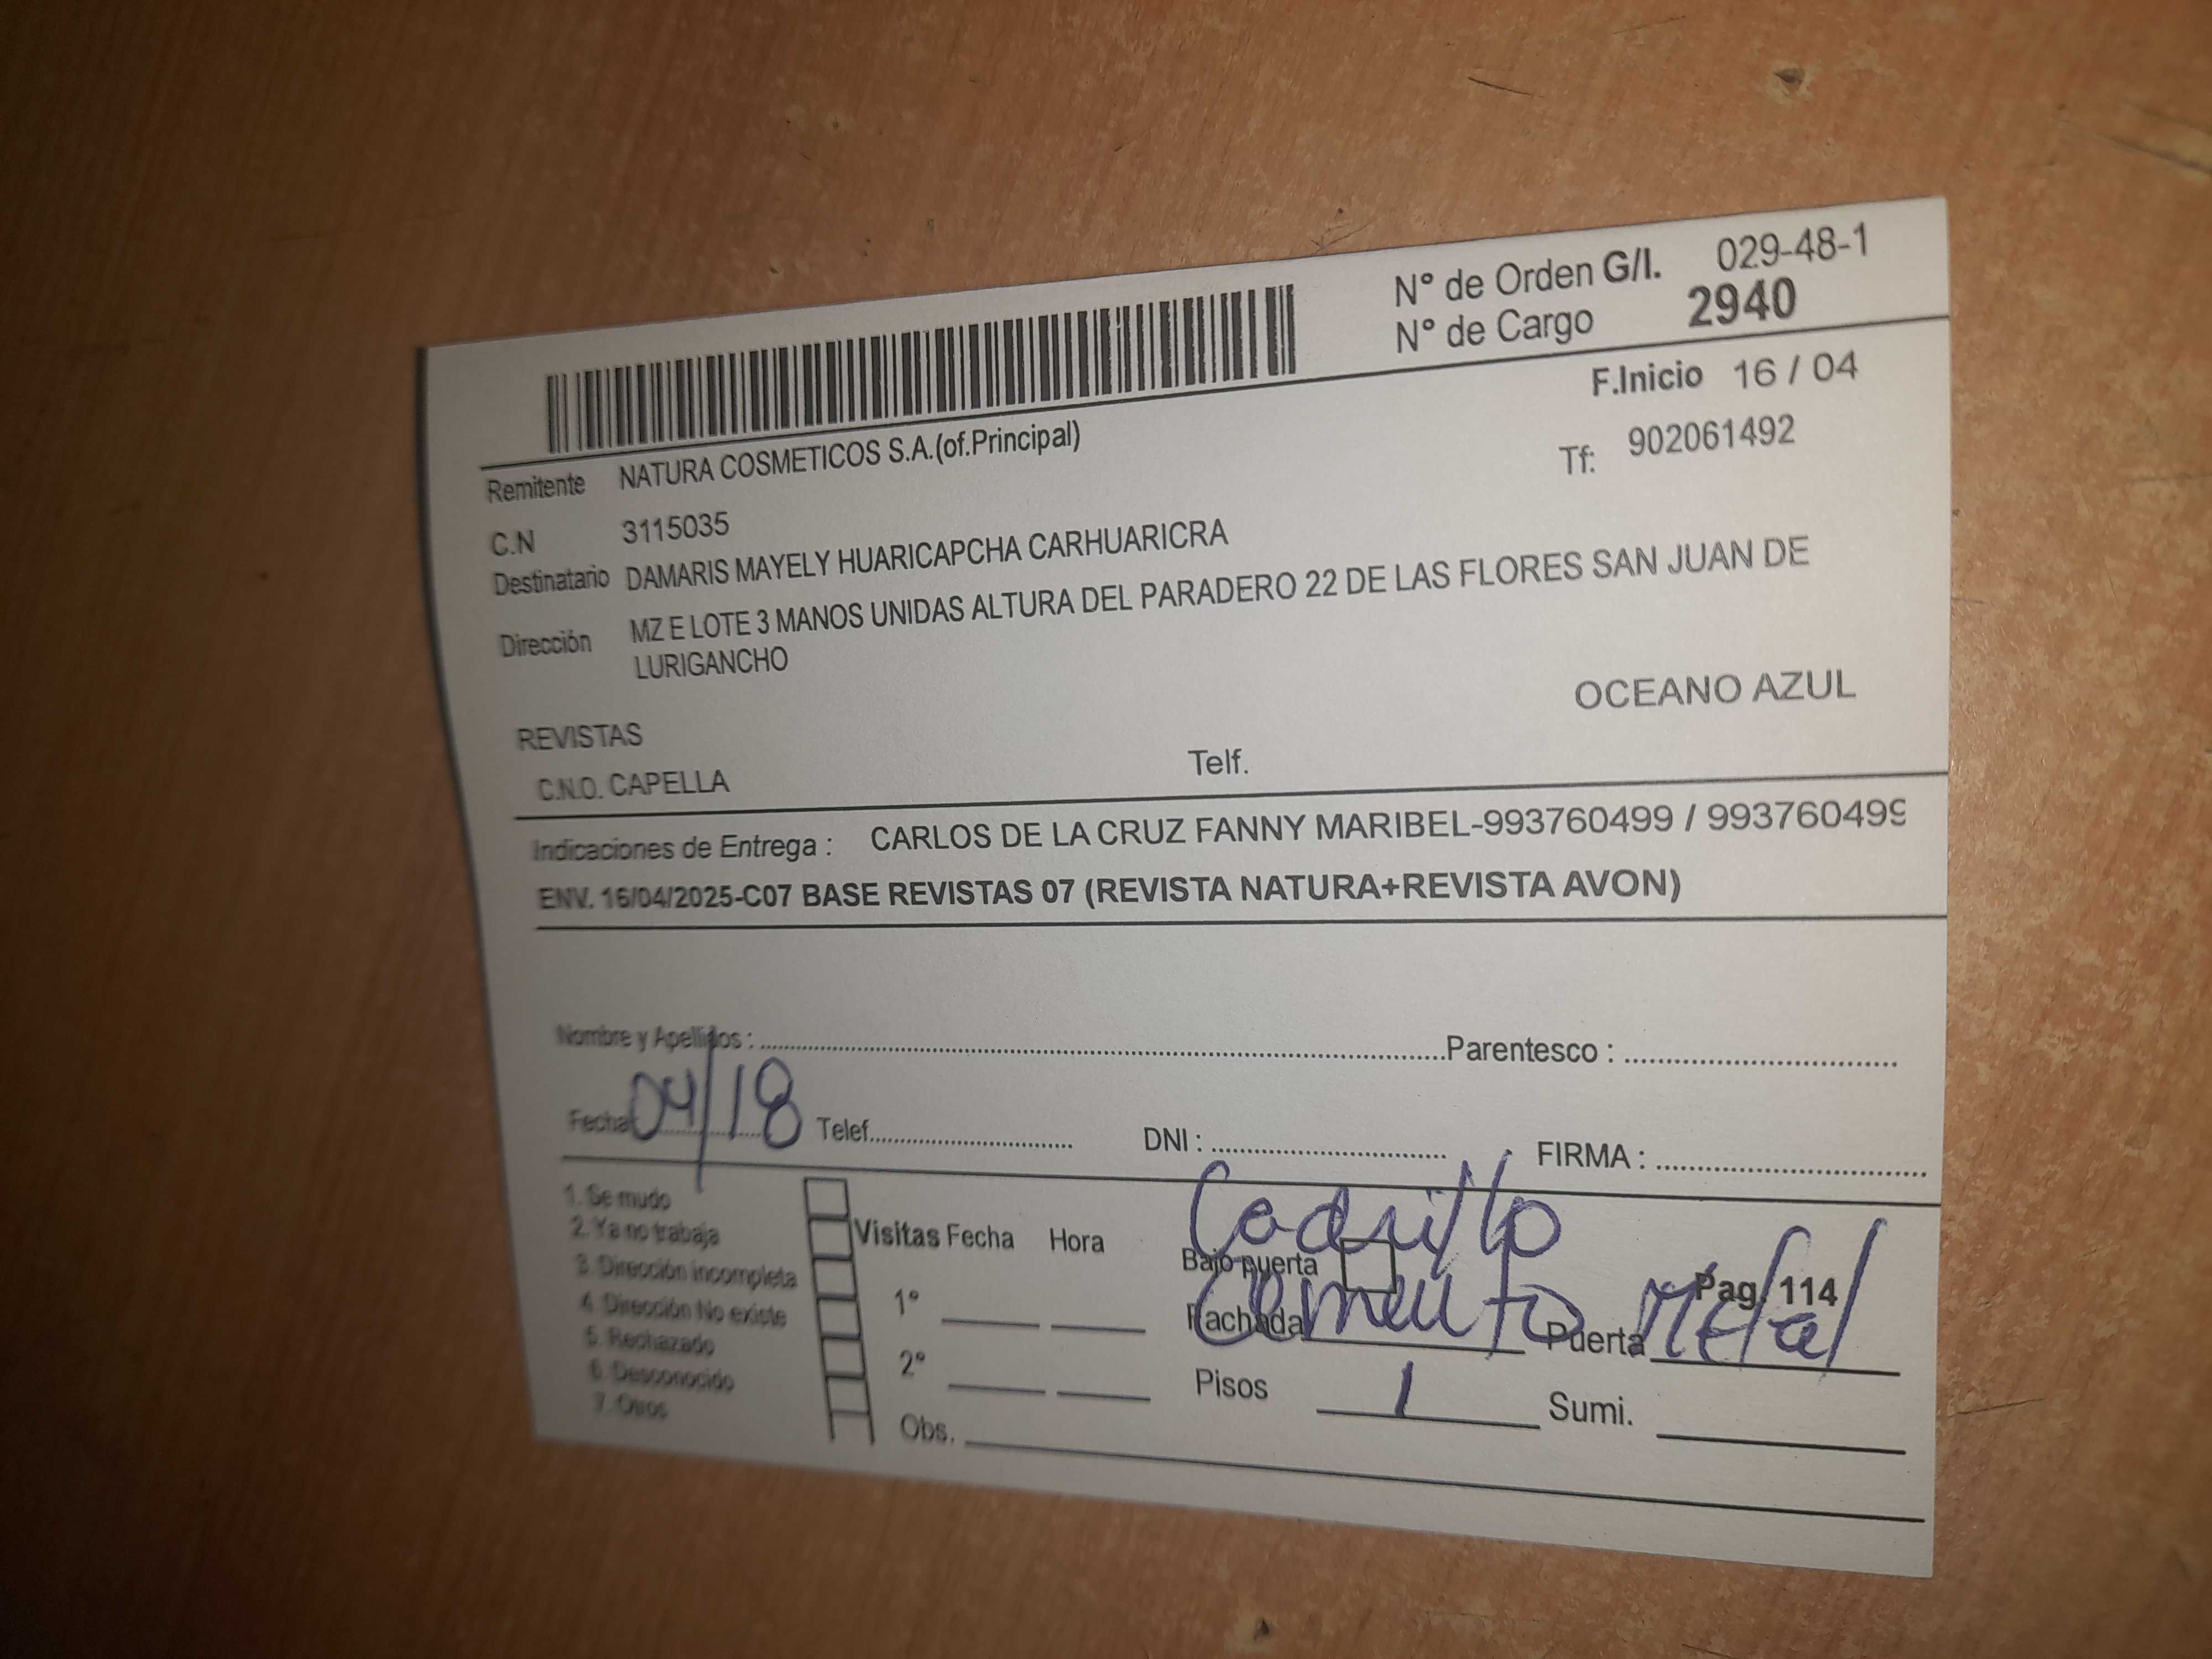 N° de Orden G/I. 029-48-1
N° de Cargo 2940
F.Inicio 16 / 04
Remitente NATURA COSMETICOS S.A.(of.Principal)
Tf: 902061492
C.N 3115035
Destinatario DAMARIS MAYELY HUARICAPCHA CARHUARICRA
Dirección MZ E LOTE 3 MANOS UNIDAS ALTURA DEL PARADERO 22 DE LAS FLORES SAN JUAN DE
LURIGANCHO
OCEANO AZUL
REVISTAS
C.N.O. CAPELLA Telf.
Indicaciones de Entrega : CARLOS DE LA CRUZ FANNY MARIBEL-993760499 / 993760499
ENV. 16/04/2025-C07 BASE REVISTAS 07 (REVISTA NATURA+REVISTA AVON)
Nombre y Apellidos : Parentesco :
Fecha 04/18 Telef. DNI : FIRMA :
1. Se mudo
2. Ya no trabaja
3. Dirección incompleta
4. Dirección No existe
5. Rechazado
6. Desconocido
7. Otros
Visitas Fecha Hora
1°
2°
Obs.
Ladrillo
Bajo puerta
Pag 114
Fachada Cemento Puerta Metal
Pisos 1 Sumi.